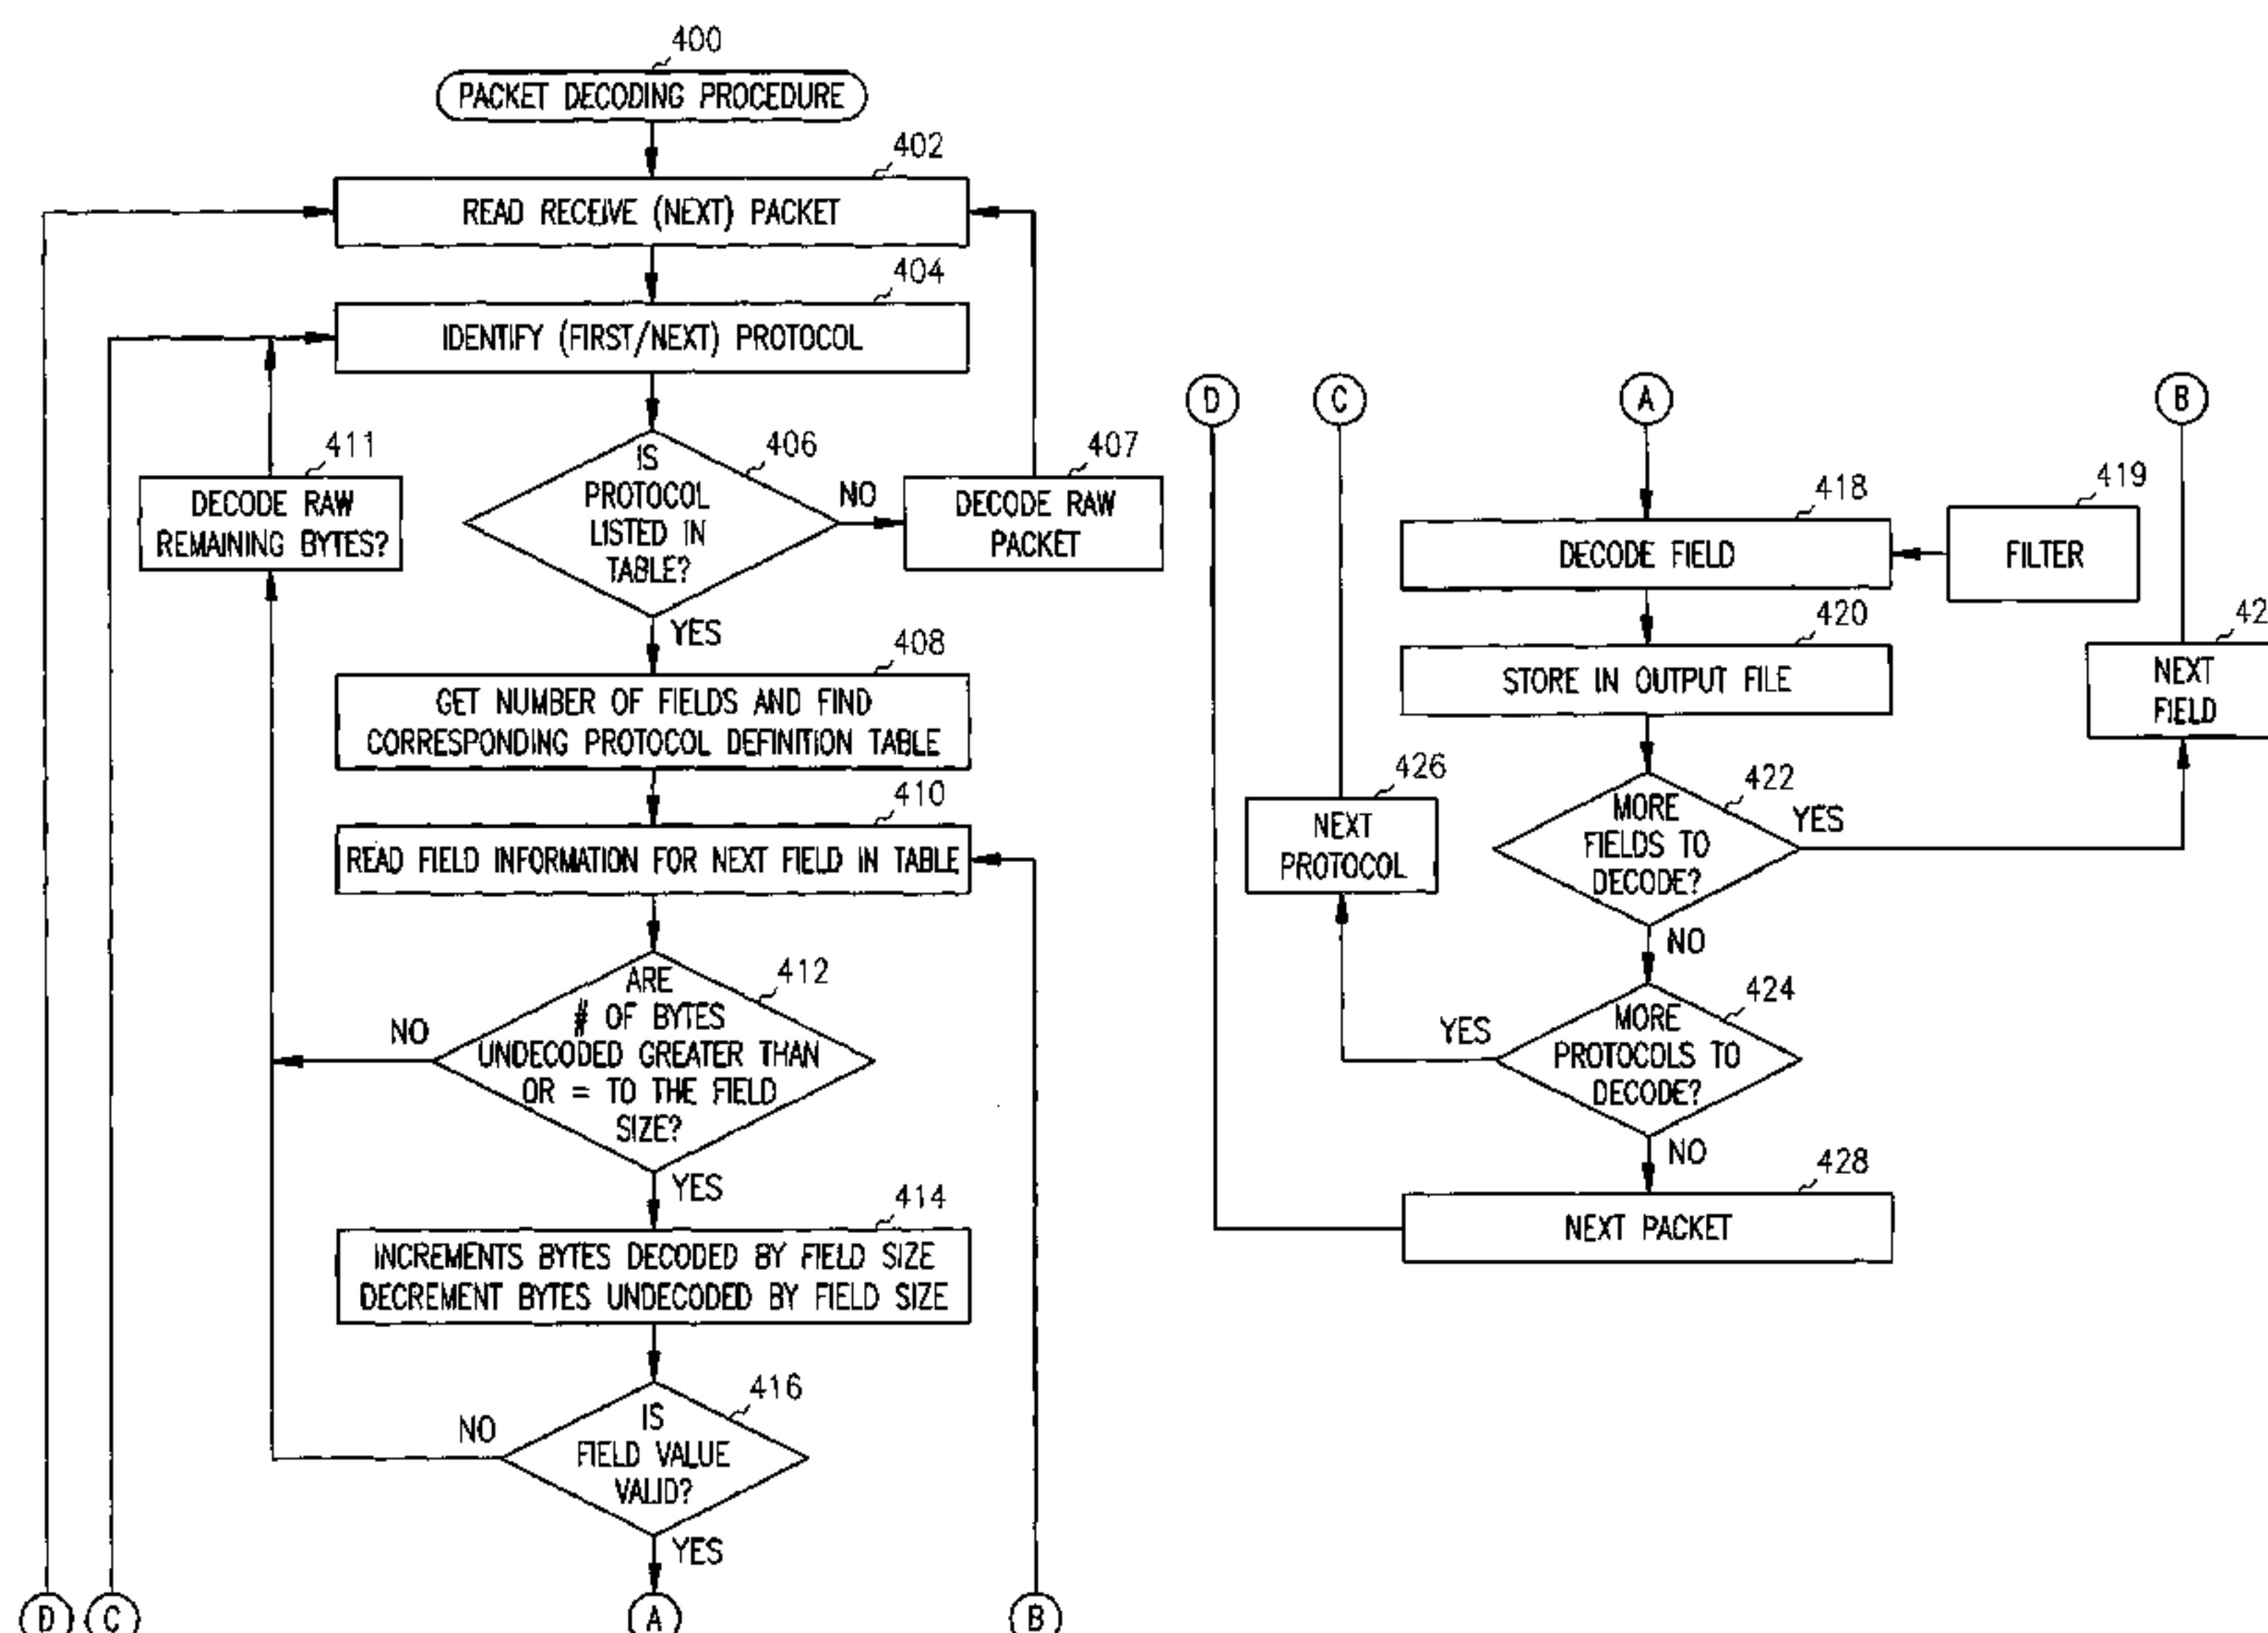 400
PACKET DECODING PROCEDURE
402
READ RECEIVE (NEXT) PACKET
404
IDENTIFY (FIRST/NEXT) PROTOCOL
411
DECODE RAW
REMAINING BYTES?
406
IS
PROTOCOL
LISTED IN
TABLE?
NO
407
DECODE RAW
PACKET
YES
408
GET NUMBER OF FIELDS AND FIND
CORRESPONDING PROTOCOL DEFINITION TABLE
410
READ FIELD INFORMATION FOR NEXT FIELD IN TABLE
412
ARE
# OF BYTES
UNDECODED GREATER THAN
OR = TO THE FIELD
SIZE?
NO
YES
414
INCREMENTS BYTES DECODED BY FIELD SIZE
DECREMENT BYTES UNDECODED BY FIELD SIZE
416
IS
FIELD VALUE
VALID?
NO
YES
D
C
A
B
D
C
A
B
418
DECODE FIELD
419
FILTER
420
STORE IN OUTPUT FILE
NEXT
FIELD
422
MORE
FIELDS TO
DECODE?
YES
NO
426
NEXT
PROTOCOL
424
MORE
PROTOCOLS TO
DECODE?
YES
NO
428
NEXT PACKET